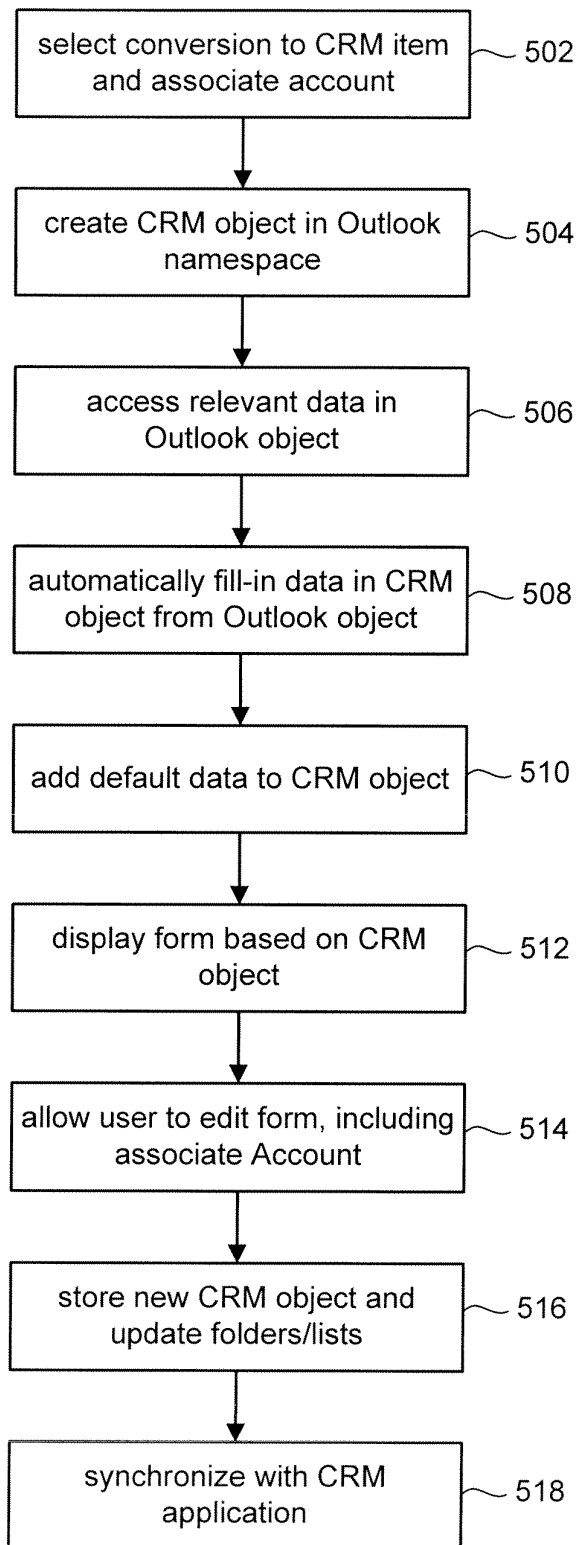 select conversion to CRM item
and associate account
502
create CRM object in Outlook
namespace
504
access relevant data in
Outlook object
506
automatically fill-in data in CRM
object from Outlook object
508
add default data to CRM object
510
display form based on CRM
object
512
allow user to edit form, including
associate Account
514
store new CRM object and
update folders/lists
516
synchronize with CRM
application
518